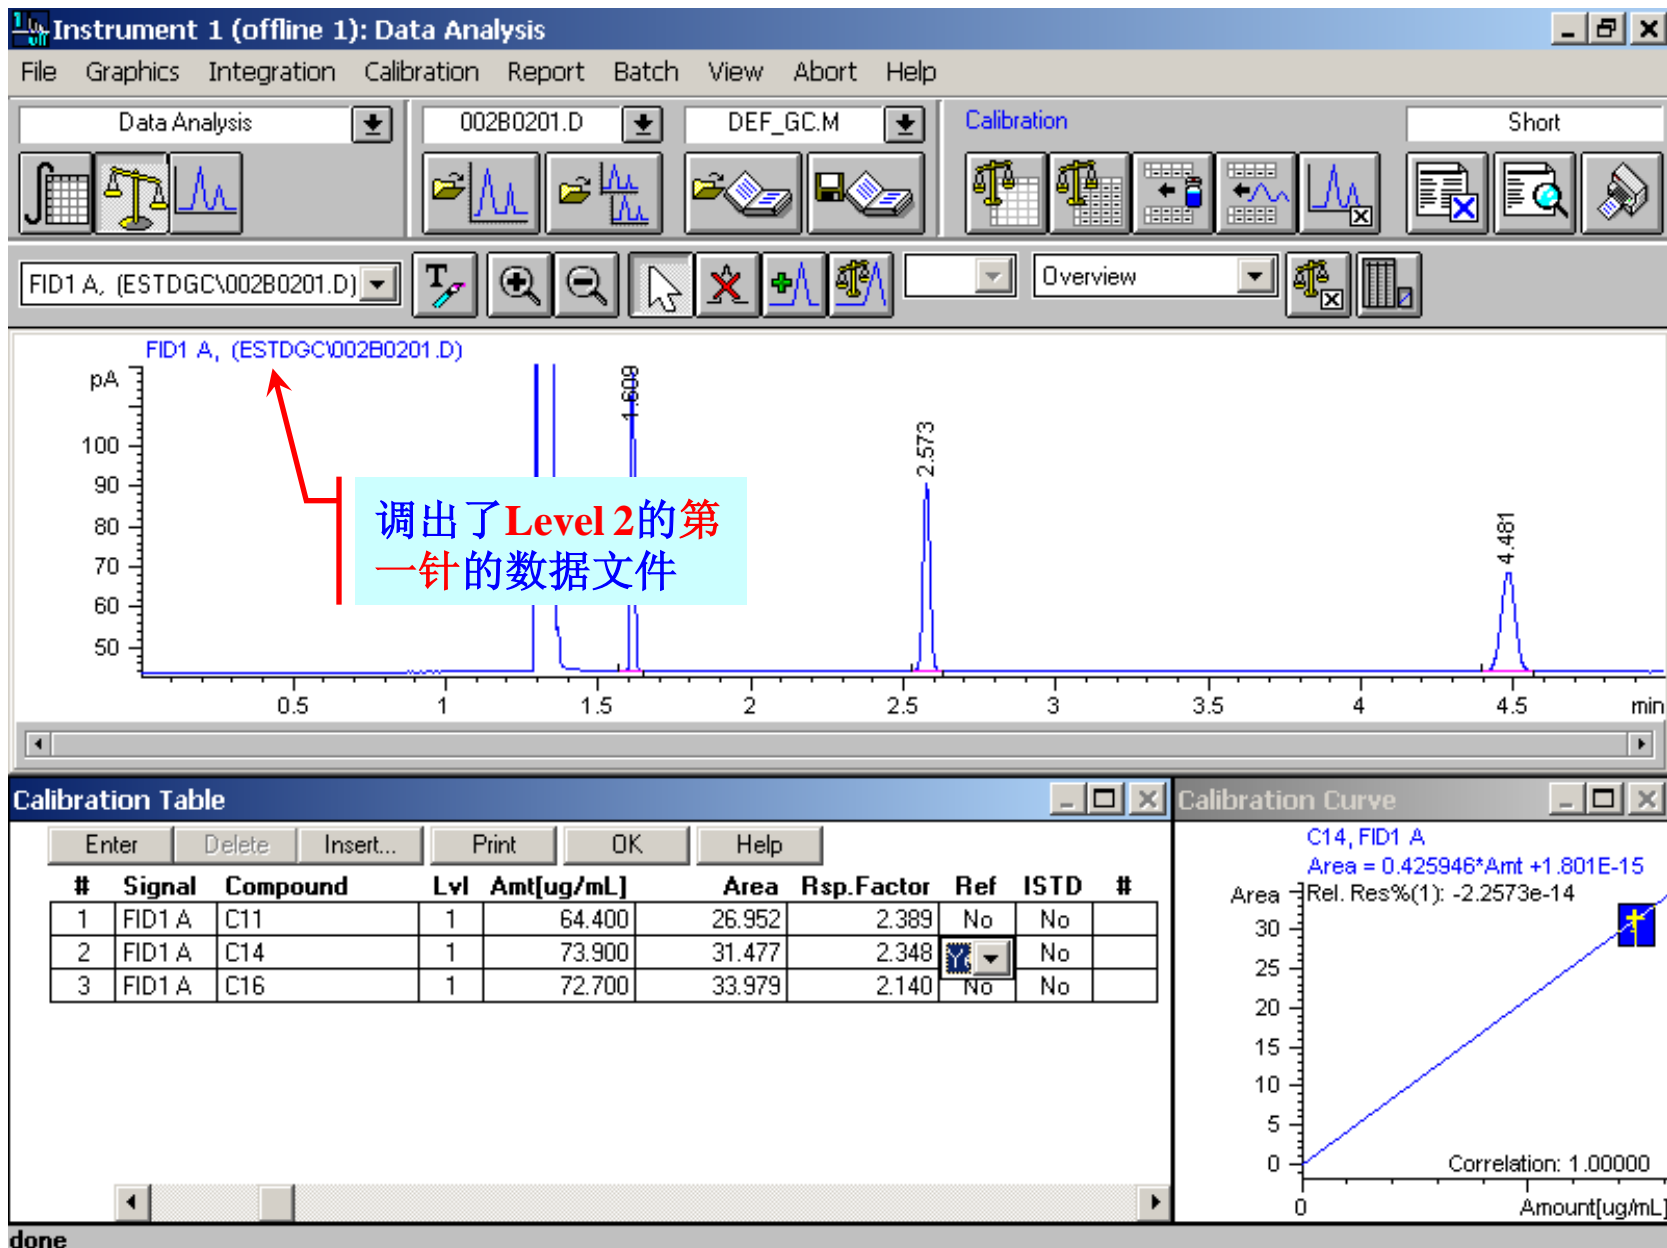 Instrument 1 (offline 1): Data Analysis
File Graphics Integration Calibration Report Batch View Abort Help
Data Analysis 002B0201.D DEF_GC.M Calibration Short
FID1 A, (ESTDGC\002B0201.D) Overview
FID1 A, (ESTDGC\002B0201.D)
pA
100
90
80
70
60
50
1.609
2.573
4.481
调出了Level 2的第
一针的数据文件
0.5 1 1.5 2 2.5 3 3.5 4 4.5 min
Calibration Table
Enter Delete Insert... Print OK Help
# Signal Compound Lvl Amt[ug/mL] Area Rsp.Factor Ref ISTD #
1 FID1 A C11 1 64.400 26.952 2.389 No No
2 FID1 A C14 1 73.900 31.477 2.348 No
3 FID1 A C16 1 72.700 33.979 2.140 No No
Calibration Curve
C14, FID1 A
Area = 0.425946*Amt +1.801E-15
Area Rel. Res%(1): -2.2573e-14
30
25
20
15
10
5
0
Correlation: 1.00000
0 Amount[ug/mL]
done